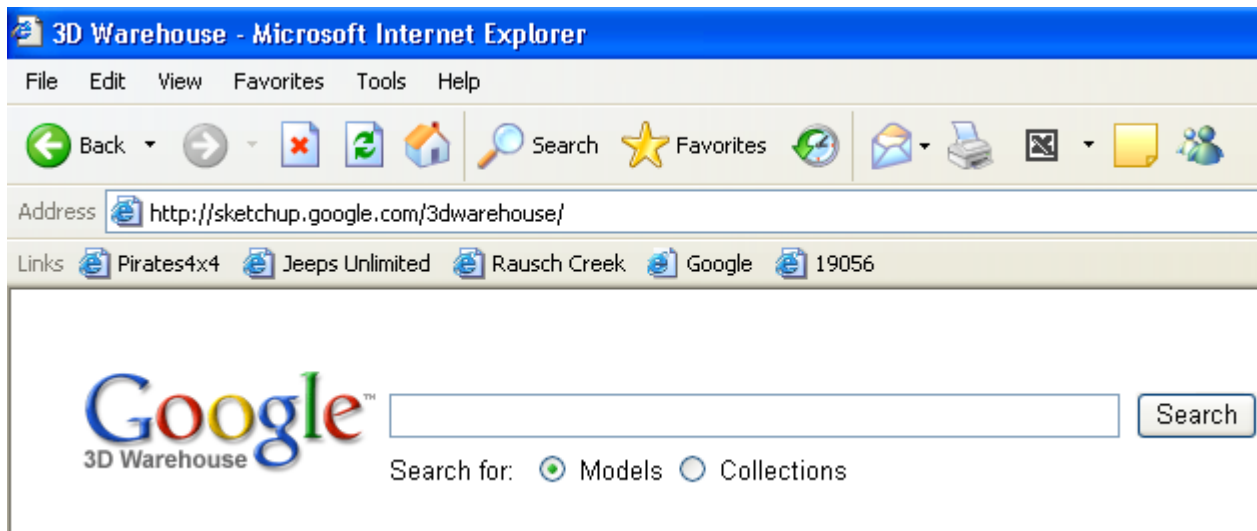 3D Warehouse - Microsoft Internet Explorer
File Edit View Favorites Tools Help
Back Search Favorites
Address http://sketchup.google.com/3dwarehouse/
Links Pirates4x4 Jeeps Unlimited Rausch Creek Google 19056
Google™ Search
3D Warehouse
Search for: Models Collections